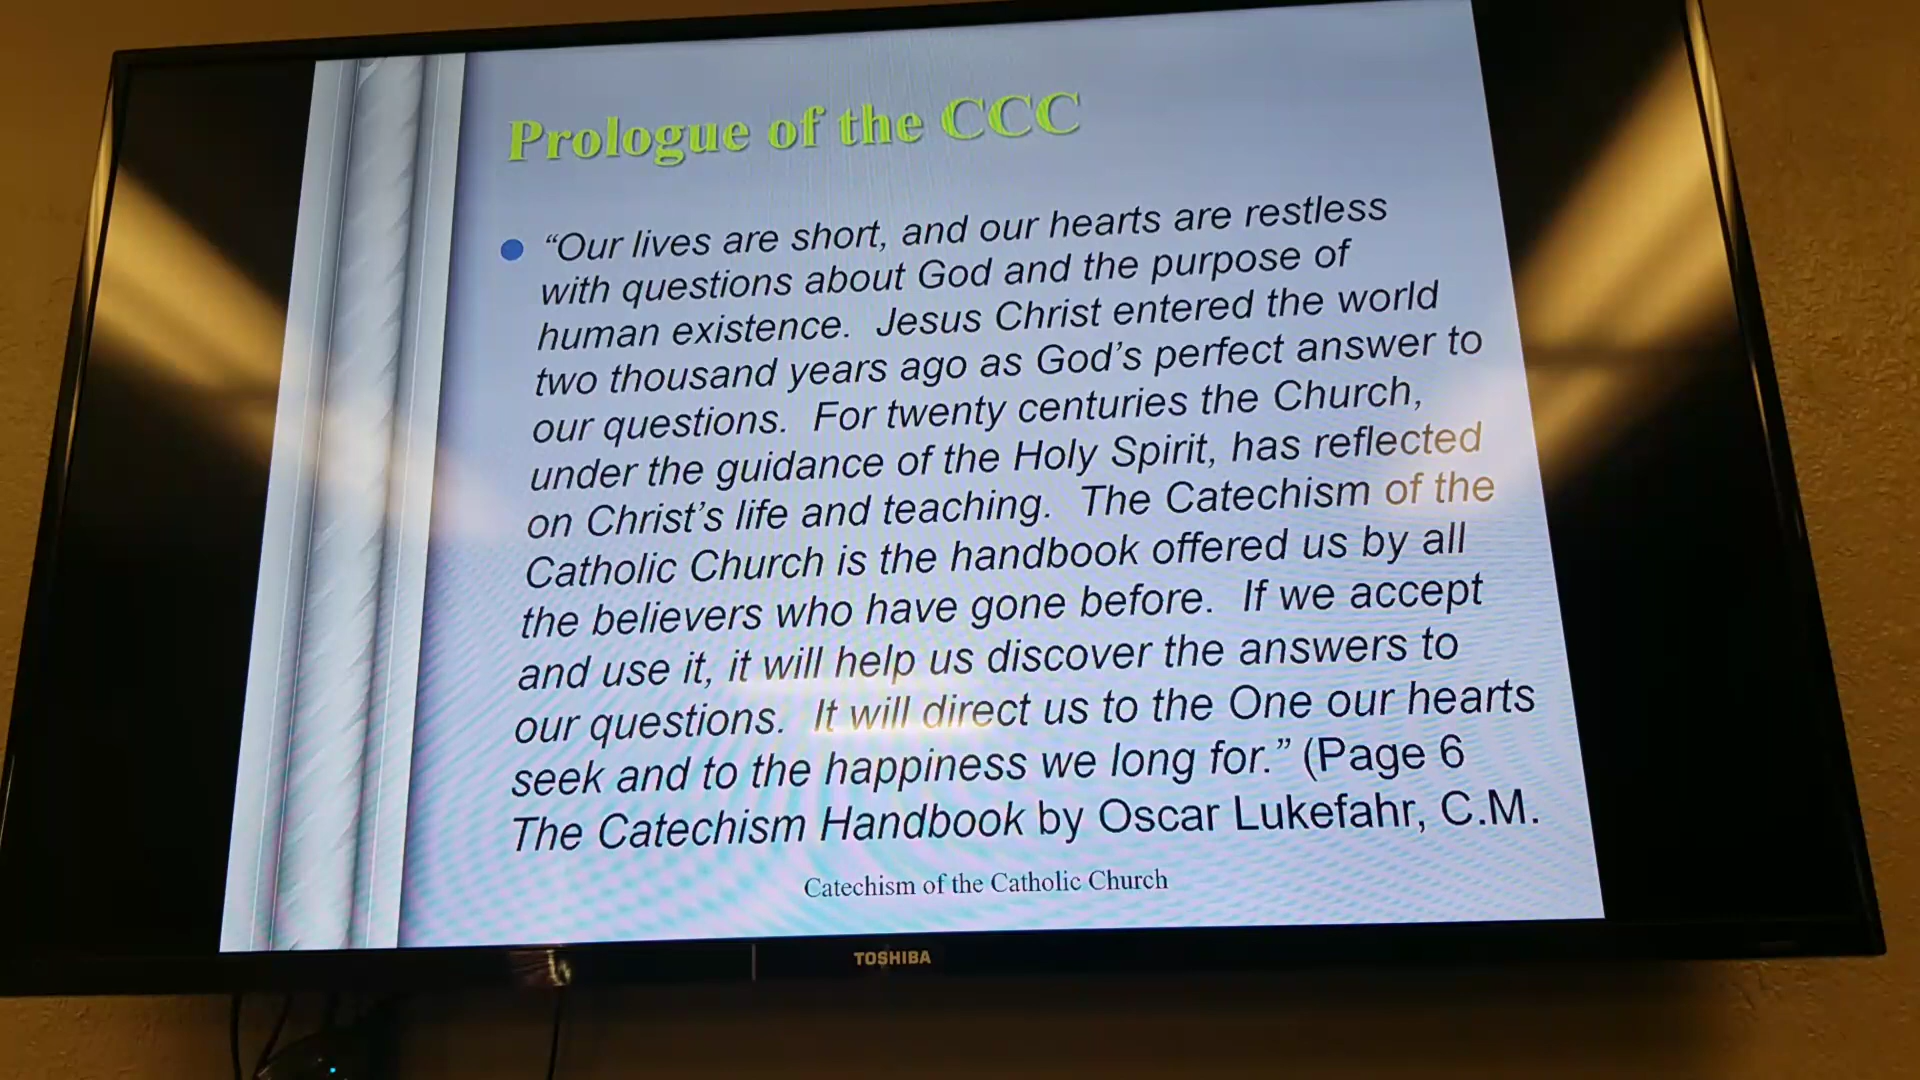 Prologue of the CCC
“Our lives are short, and our hearts are restless
with questions about God and the purpose of
human existence.  Jesus Christ entered the world
two thousand years ago as God’s perfect answer to
our questions.  For twenty centuries the Church,
under the guidance of the Holy Spirit, has reflected
on Christ’s life and teaching.  The Catechism of the
Catholic Church is the handbook offered us by all
the believers who have gone before.  If we accept
and use it, it will help us discover the answers to
our questions.  It will direct us to the One our hearts
seek and to the happiness we long for.” (Page 6
The Catechism Handbook by Oscar Lukefahr, C.M.
Catechism of the Catholic Church
TOSHIBA